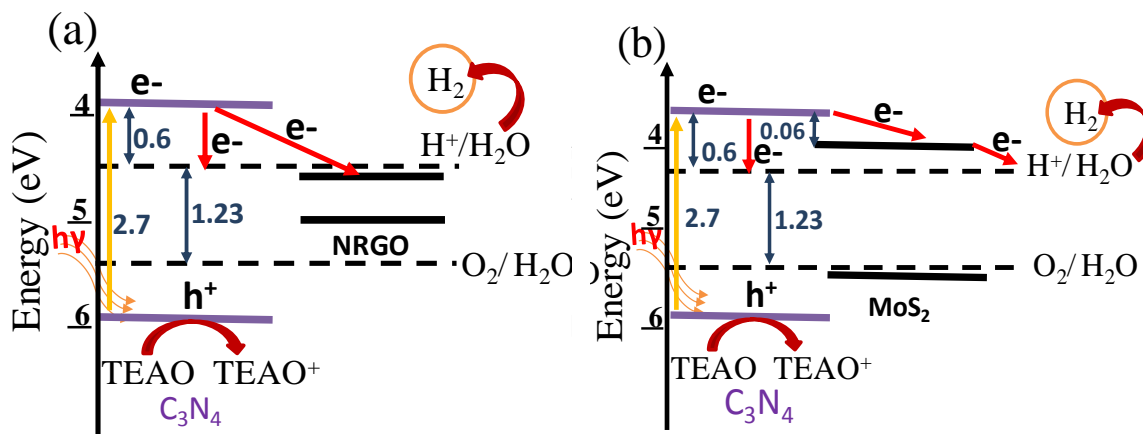 (a)
Energy (eV)
4
5
6
e-
0.6
e-
e-
2.7
1.23
hγ
h⁺
NRGO
H₂
H⁺/H₂O
O₂/H₂O
TEAO TEAO⁺
C₃N₄
(b)
Energy (eV)
4
5
6
e-
0.6
0.06
e-
e-
e-
2.7
1.23
hγ
h⁺
MoS₂
H₂
H⁺/H₂O
O₂/H₂O
TEAO TEAO⁺
C₃N₄